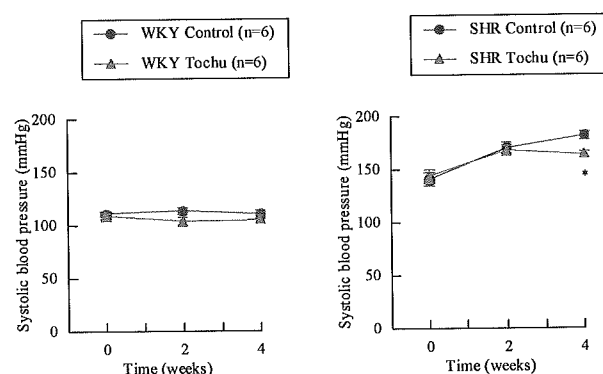 WKY Control (n=6)
WKY Tochu (n=6)
Systolic blood pressure (mmHg)
200
150
100
50
0
0
2
4
Time (weeks)
SHR Control (n=6)
SHR Tochu (n=6)
Systolic blood pressure (mmHg)
200
150
100
50
0
*
0
2
4
Time (weeks)